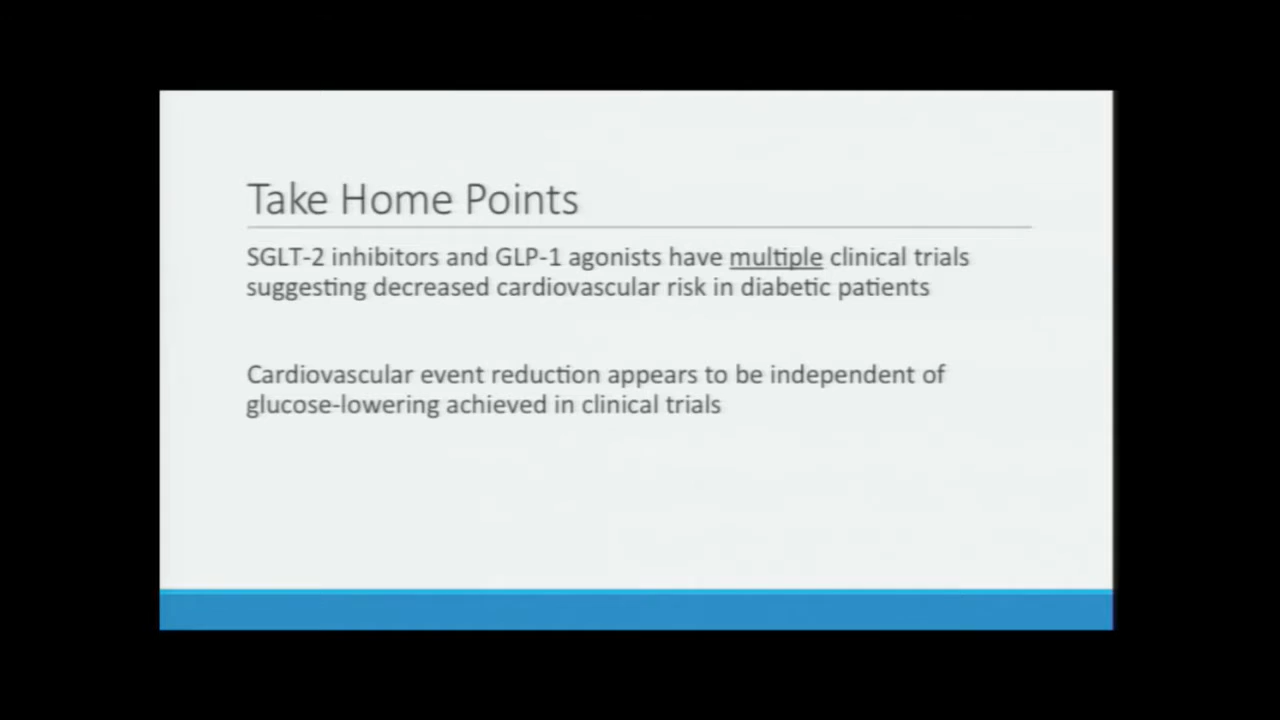 Take Home Points
SGLT-2 inhibitors and GLP-1 agonists have multiple clinical trials
suggesting decreased cardiovascular risk in diabetic patients
Cardiovascular event reduction appears to be independent of
glucose-lowering achieved in clinical trials